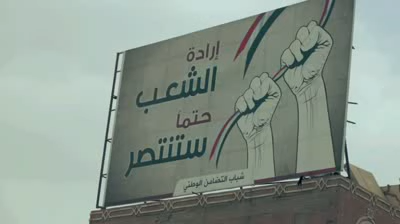 إرادة
الشعب
حتماً
ستنتصر
شباب التضامن الوطني